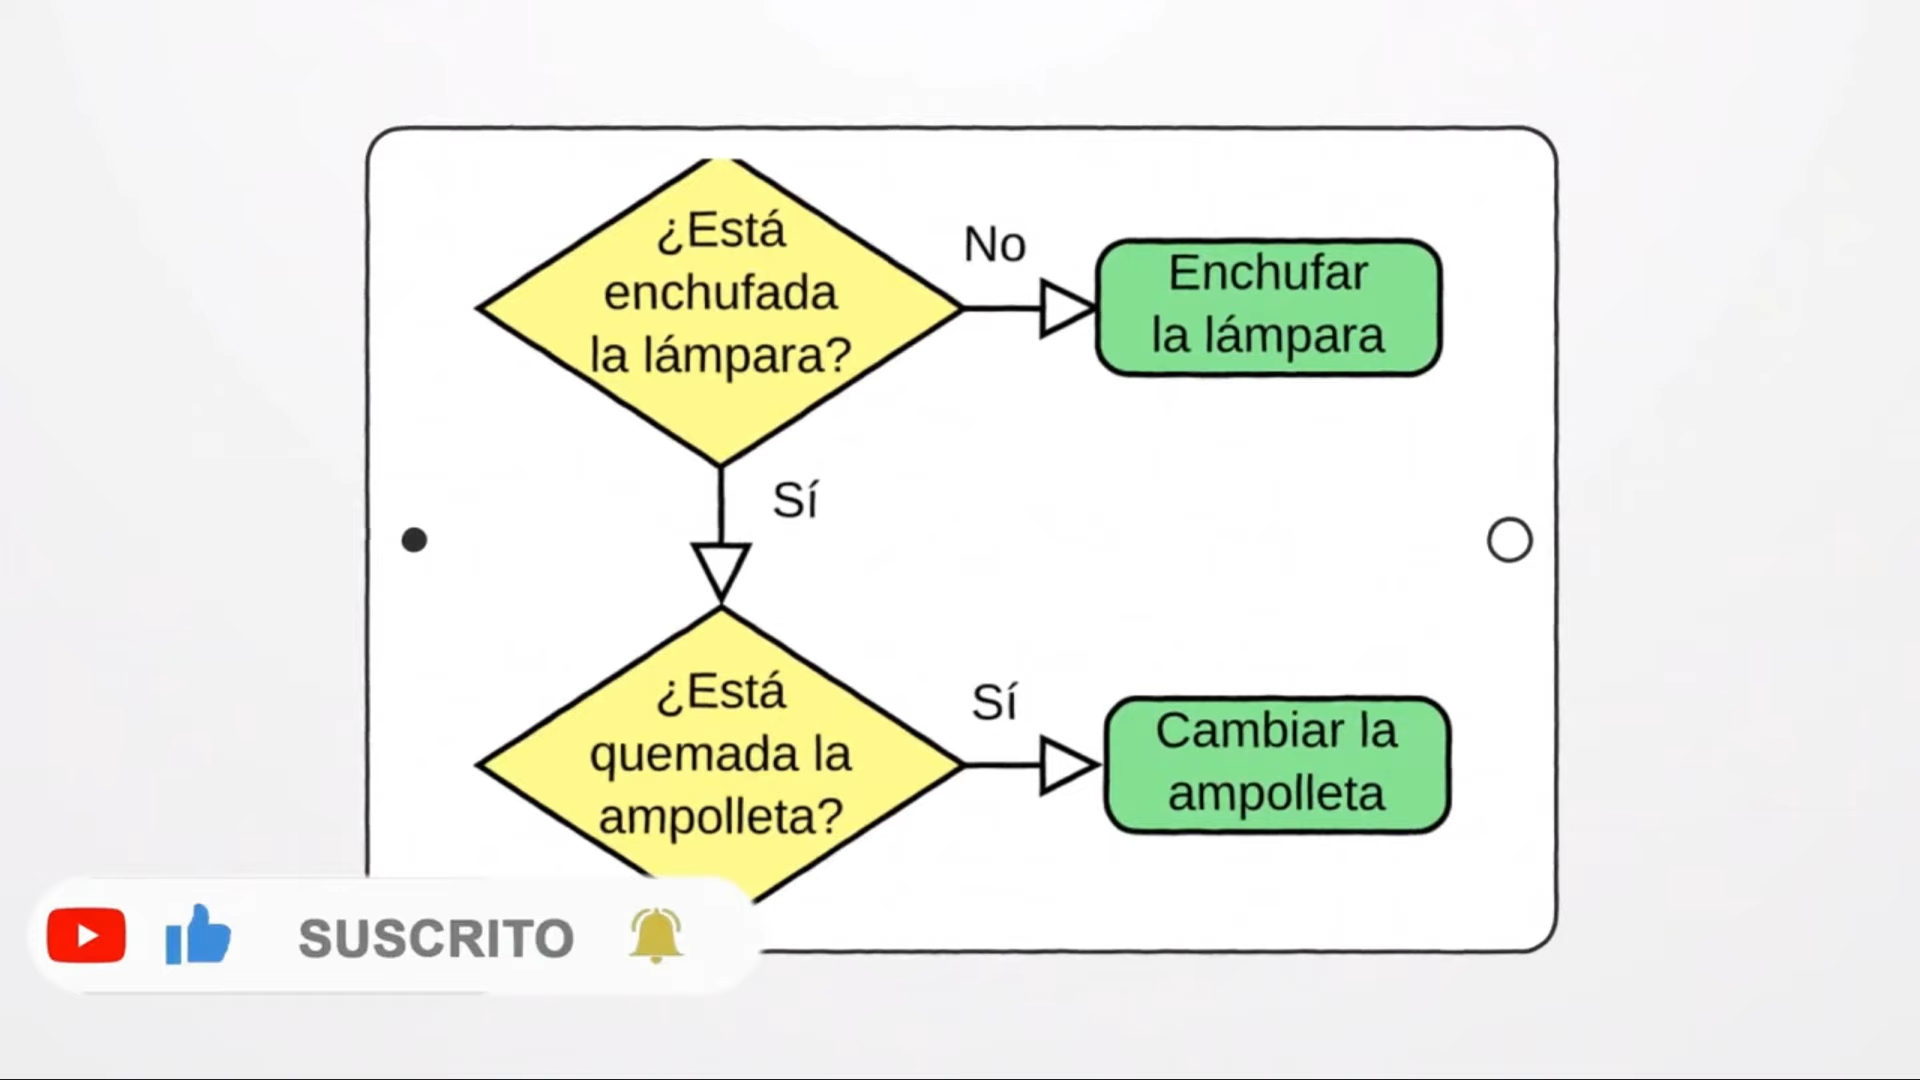 ¿Está
enchufada
la lámpara?
No
Enchufar
la lámpara
Sí
¿Está
quemada la
ampolleta?
Sí
Cambiar la
ampolleta
SUSCRITO